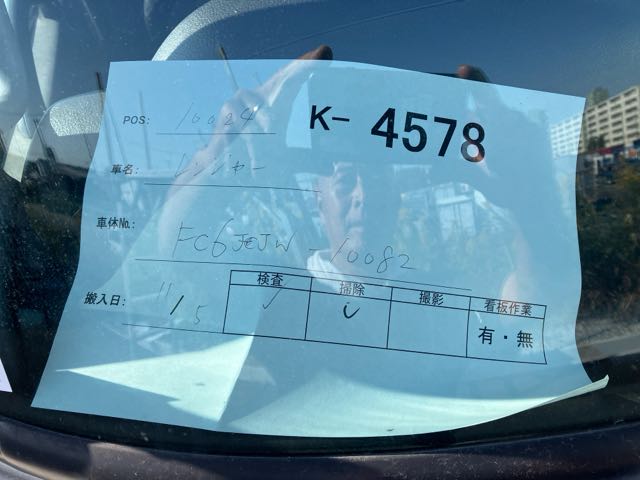 K- 4578
POS: 10024
車名: レンジャー
車体No.: FC6JEJW-10082
搬入日: 11/5
検査 掃除 撮影 看板作業
✓ ✓ 有・無